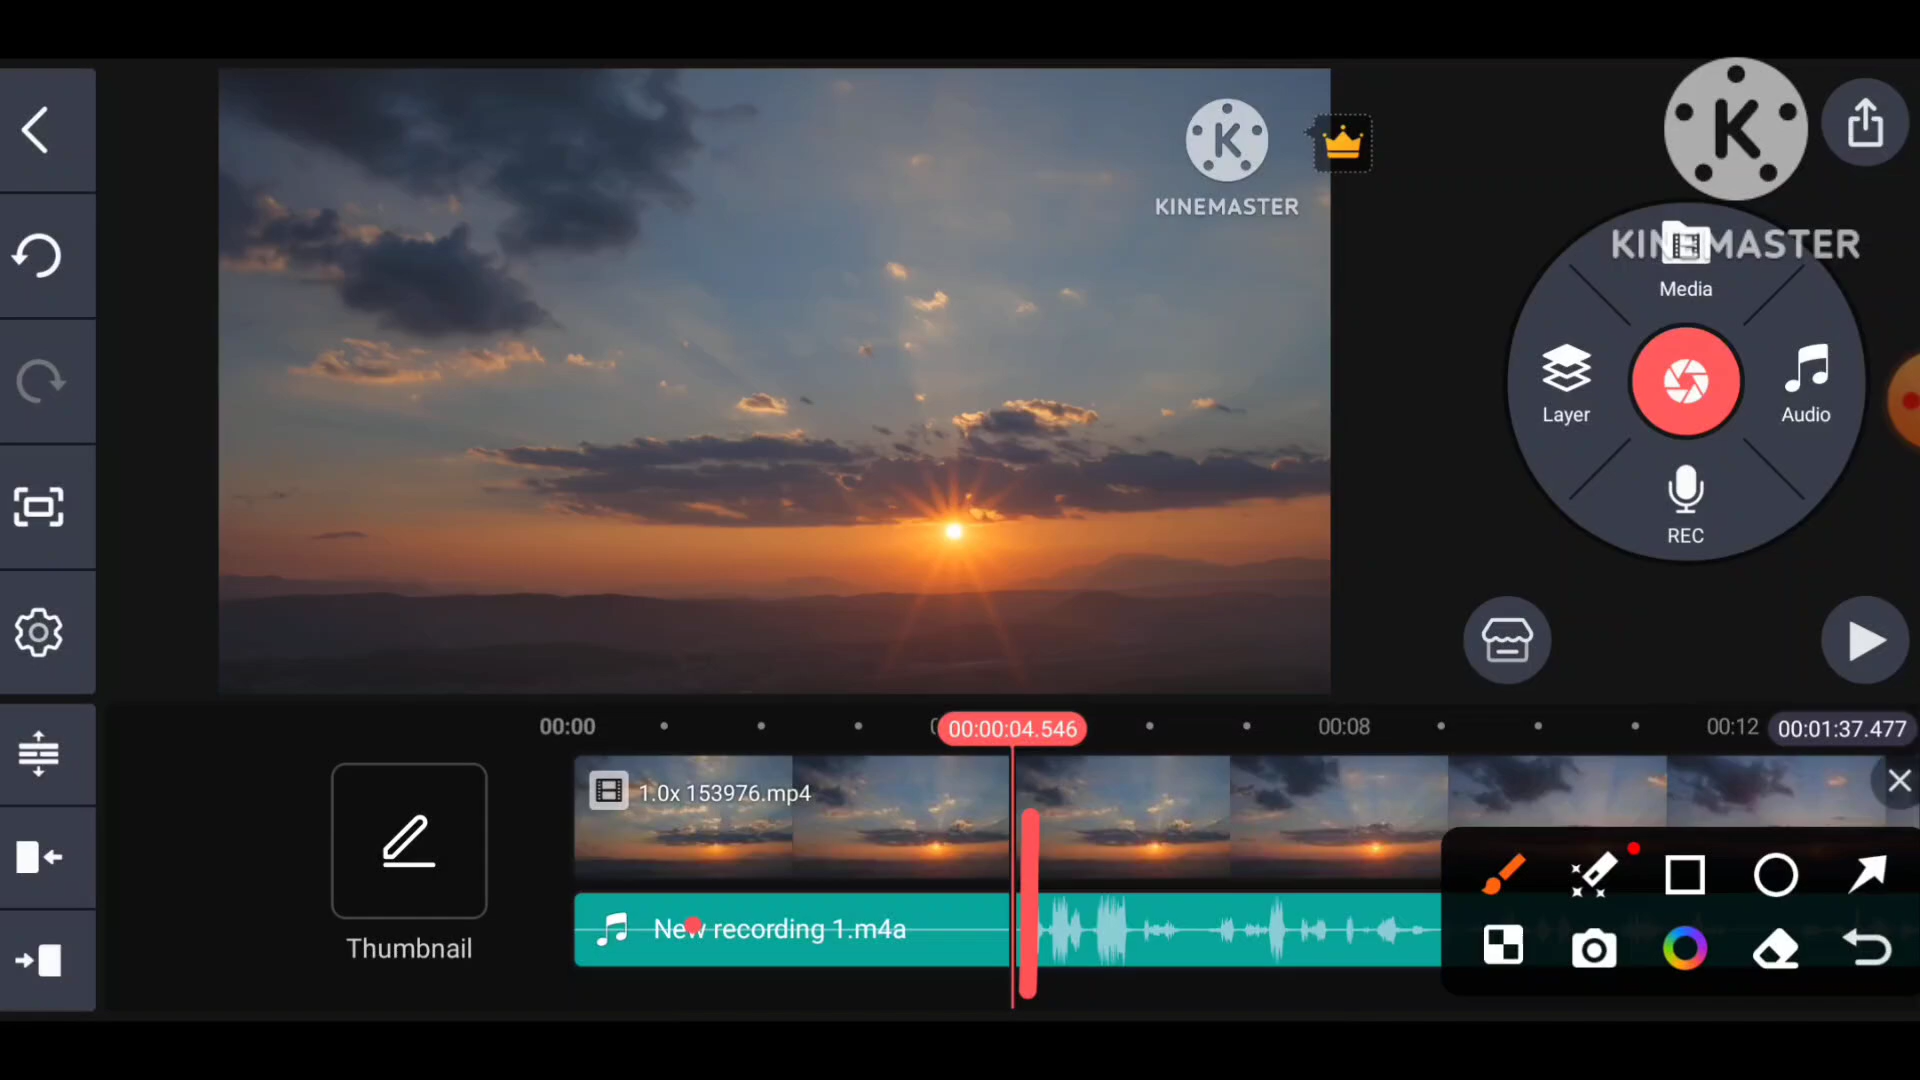 K
KINEMASTER
K
KINEMASTER
Media
Layer
Audio
REC
00:00
00:00:04.546
00:08
00:12
00:01:37.477
1.0x 153976.mp4
New recording 1.m4a
Thumbnail